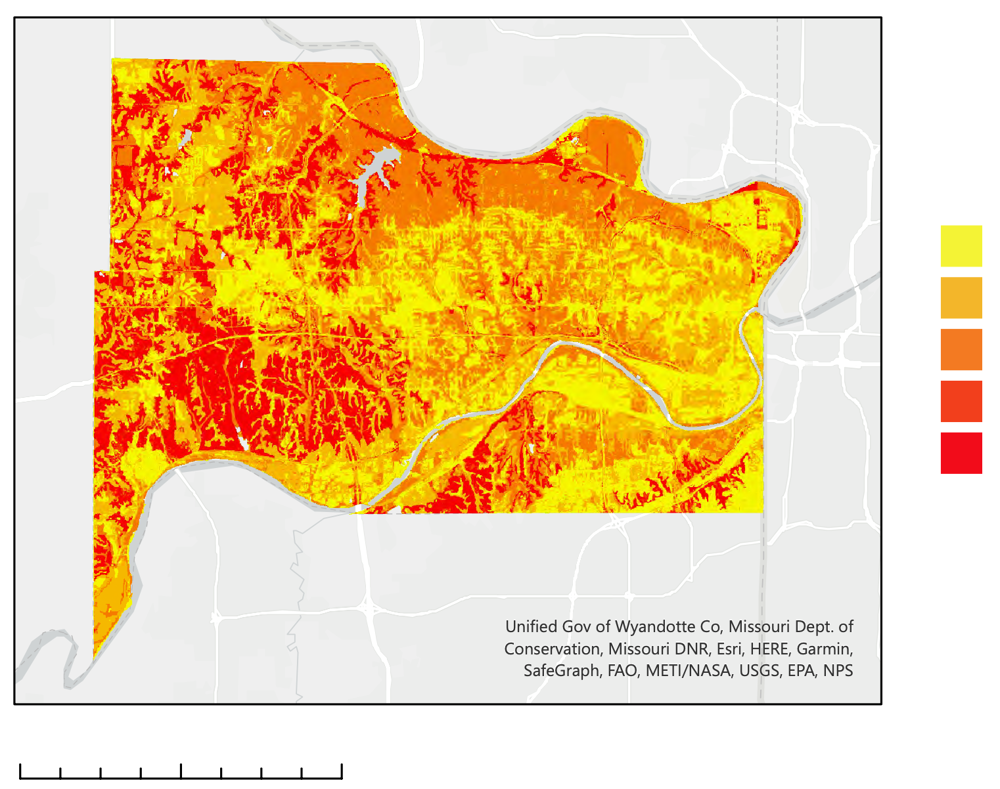 Unified Gov of Wyandotte Co, Missouri Dept. of
Conservation, Missouri DNR, Esri, HERE, Garmin,
SafeGraph, FAO, METI/NASA, USGS, EPA, NPS